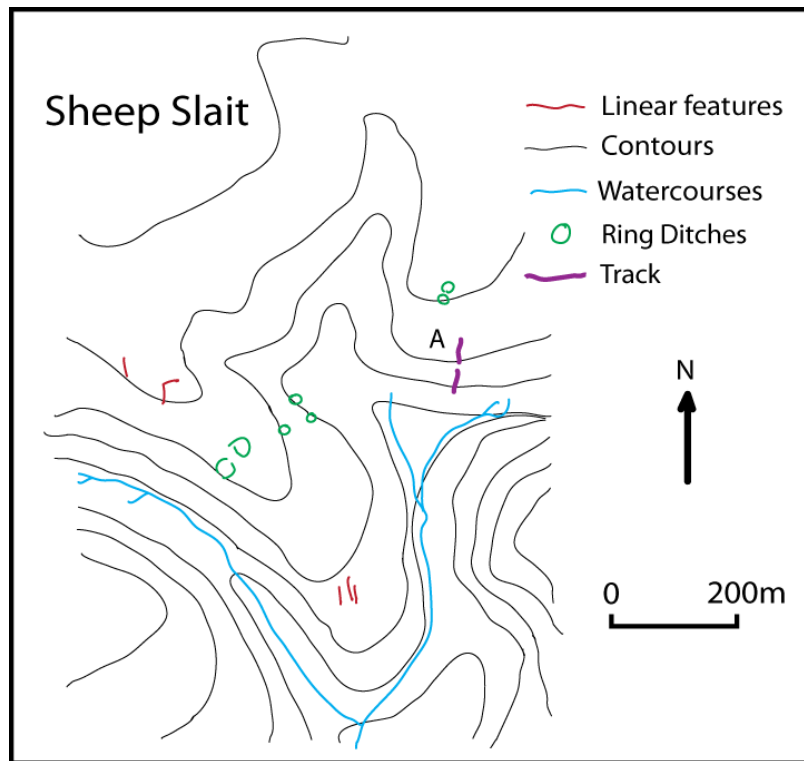 Sheep Slait
Linear features
Contours
Watercourses
Ring Ditches
Track
A
N
0 200m